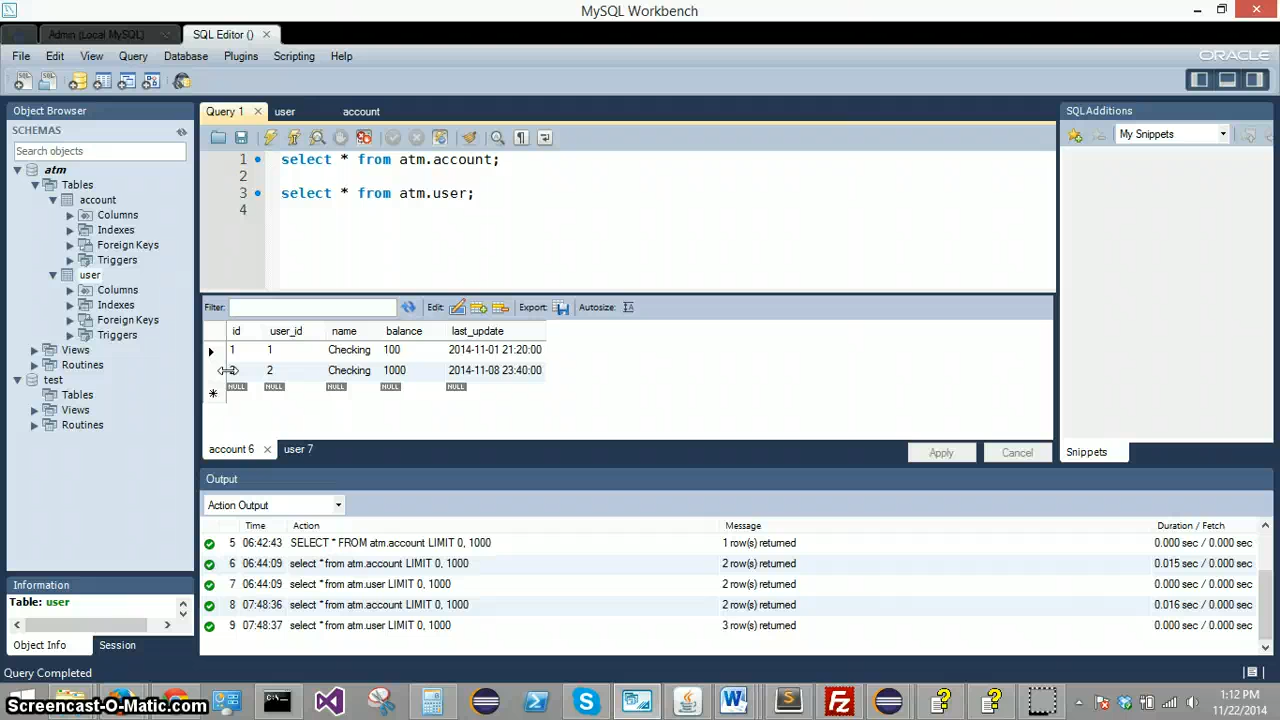 MySQL Workbench
Admin (Local MySQL)
SQL Editor ()
File Edit View Query Database Plugins Scripting Help
ORACLE
Object Browser
SCHEMAS
Search objects
atm
Tables
account
Columns
Indexes
Foreign Keys
Triggers
user
Columns
Indexes
Foreign Keys
Triggers
Views
Routines
test
Tables
Views
Routines
Information
Table: user
Object Info Session
Query 1 user account
1 select * from atm.account;
2
3 select * from atm.user;
4
Filter: Edit: Export: Autosize:
id user_id name balance last_update
1 1 Checking 100 2014-11-01 21:20:00
2 2 Checking 1000 2014-11-08 23:40:00
NULL NULL NULL NULL NULL
account 6 user 7
Apply Cancel
SQLAdditions
My Snippets
Snippets
Output
Action Output
Time Action Message Duration / Fetch
5 06:42:43 SELECT * FROM atm.account LIMIT 0, 1000 1 row(s) returned 0.000 sec / 0.000 sec
6 06:44:09 select * from atm.account LIMIT 0, 1000 2 row(s) returned 0.015 sec / 0.000 sec
7 06:44:09 select * from atm.user LIMIT 0, 1000 2 row(s) returned 0.000 sec / 0.000 sec
8 07:48:36 select * from atm.account LIMIT 0, 1000 2 row(s) returned 0.016 sec / 0.000 sec
9 07:48:37 select * from atm.user LIMIT 0, 1000 3 row(s) returned 0.000 sec / 0.000 sec
Query Completed
Screencast-O-Matic.com
1:12 PM
11/22/2014